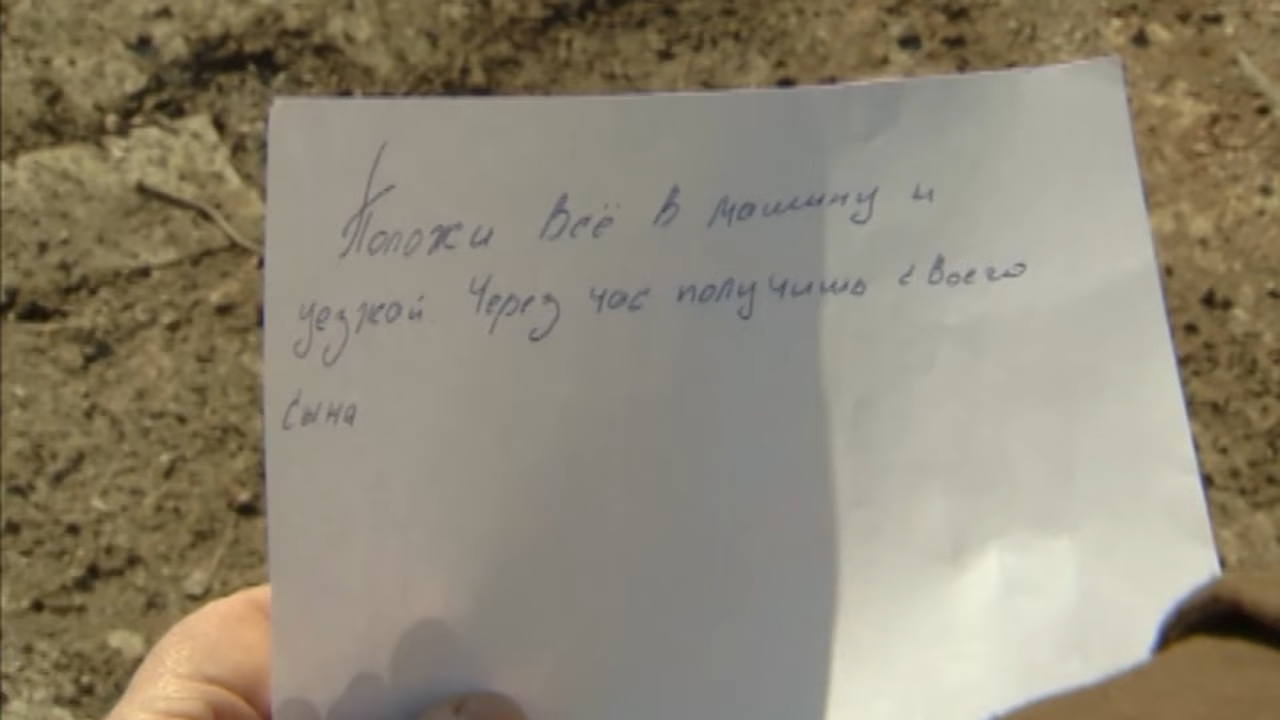 Положи всё в машину и
уезжай. Через час получишь своего
сына